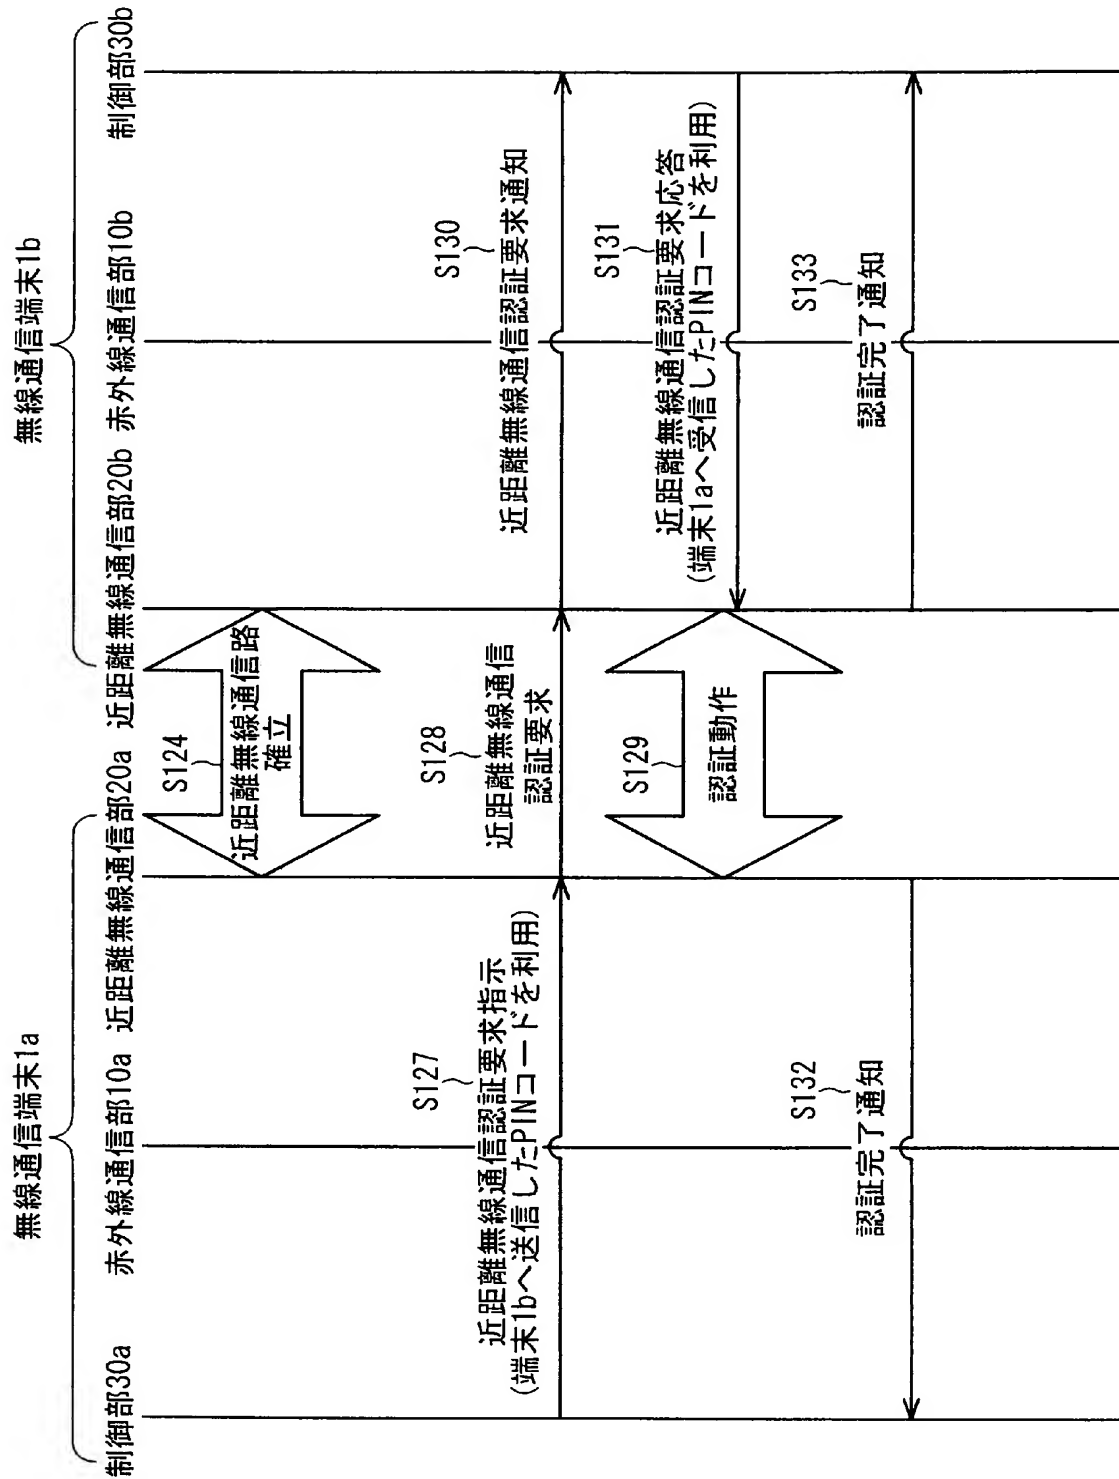 無線通信端末1a
無線通信端末1b
制御部30a
赤外線通信部10a
近距離無線通信部20a
近距離無線通信部20b
赤外線通信部10b
制御部30b
S124
近距離無線通信路
確立
S127
近距離無線通信認証要求指示
(端末1bへ送信したPINコードを利用)
S128
近距離無線通信
認証要求
S130
近距離無線通信認証要求通知
S129
認証動作
S131
近距離無線通信認証要求応答
(端末1aへ受信したPINコードを利用)
S132
認証完了通知
S133
認証完了通知